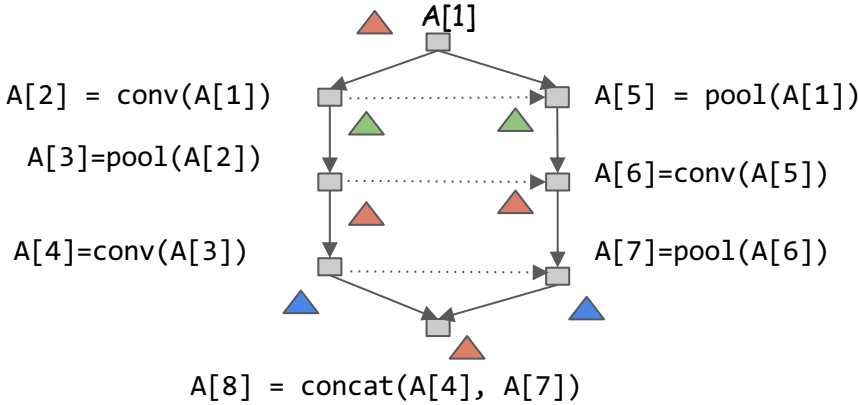 A[1]
A[2] = conv(A[1])
A[5] = pool(A[1])
A[3]=pool(A[2])
A[6]=conv(A[5])
A[4]=conv(A[3])
A[7]=pool(A[6])
A[8] = concat(A[4], A[7])